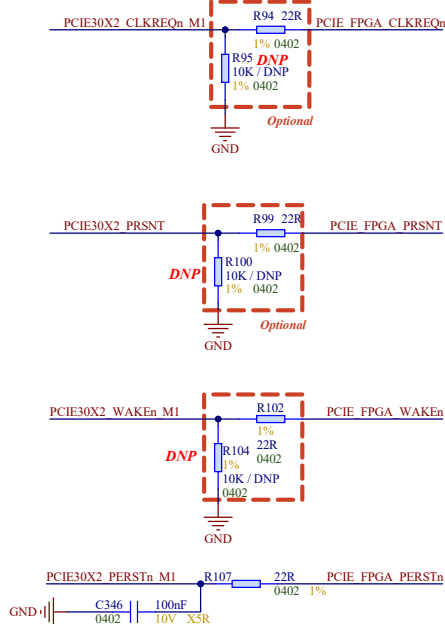 PCIE30X2_CLKREQn_M1 R94 22R PCIE_FPGA_CLKREQn
1% 0402
R95 DNP
10K / DNP
1% 0402
Optional
GND
PCIE30X2_PRSNT R99 22R PCIE_FPGA_PRSNT
1% 0402
R100
DNP 10K / DNP
1% 0402
Optional
GND
PCIE30X2_WAKEn_M1 R102 PCIE_FPGA_WAKEn
1%
R104 22R
DNP 1% 0402
10K / DNP
0402
GND
PCIE30X2_PERSTn_M1 R107 22R PCIE_FPGA_PERSTn
0402 1%
GND C346 100nF
0402 10V X5R